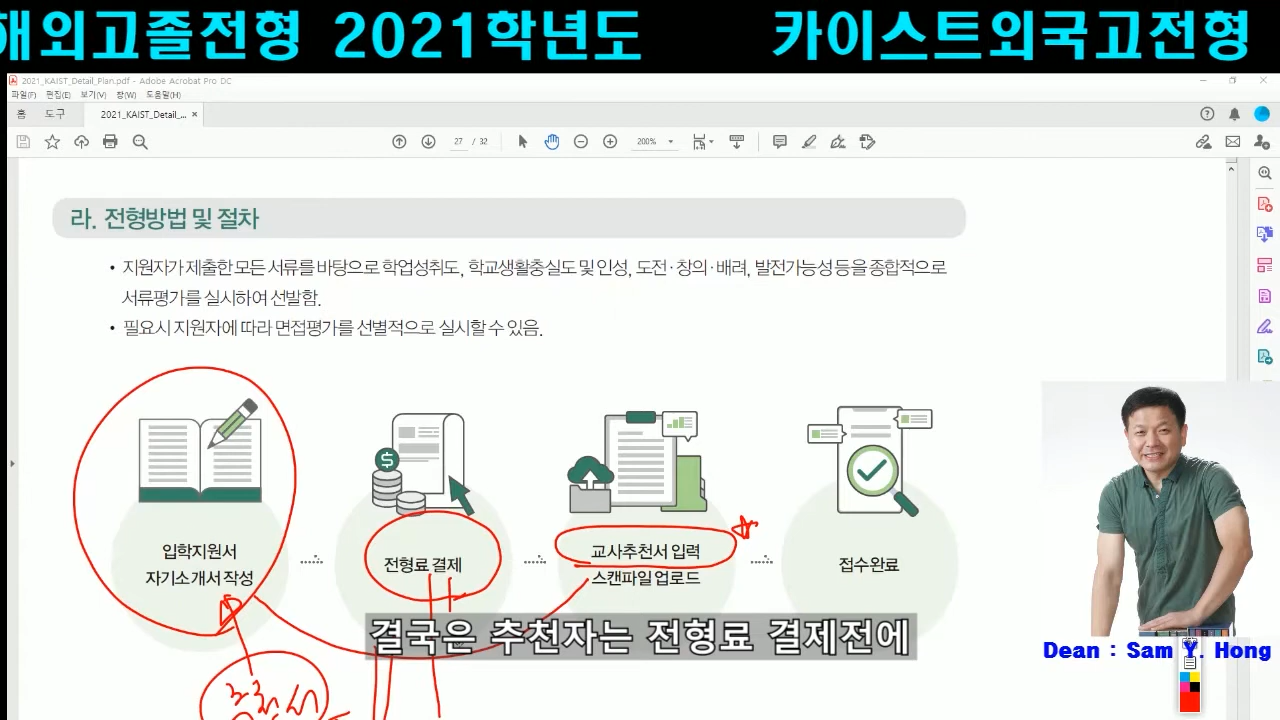 해외고졸전형 2021학년도 카이스트외국고전형
2021_KAIST_Detail_Plan.pdf - Adobe Acrobat Pro DC
파일(F) 편집(E) 보기(V) 창(W) 도움말(H)
홈 도구 2021_KAIST_Detail_... ×
27 / 32 200%
라. 전형방법 및 절차
• 지원자가 제출한 모든 서류를 바탕으로 학업성취도, 학교생활충실도 및 인성, 도전·창의·배려, 발전가능성 등을 종합적으로
서류평가를 실시하여 선발함.
• 필요시 지원자에 따라 면접평가를 선별적으로 실시할 수 있음.
입학지원서
자기소개서 작성
전형료 결제
교사추천서 입력
스캔파일 업로드
접수완료
결국은 추천자는 전형료 결제전에
Dean : Sam Y. Hong
추천서